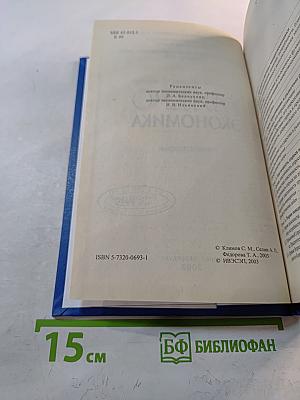 Рецензенты
доктор экономических наук, профессор
доктор экономических наук, профессор
ЭКОНОМИКА
© Климов С. М.,
Федорова Т. А., 2003
ISBN 5-7320-0693-1
© ИВЭСЭП, 2003
15 см
БФ БИБЛИОФАН